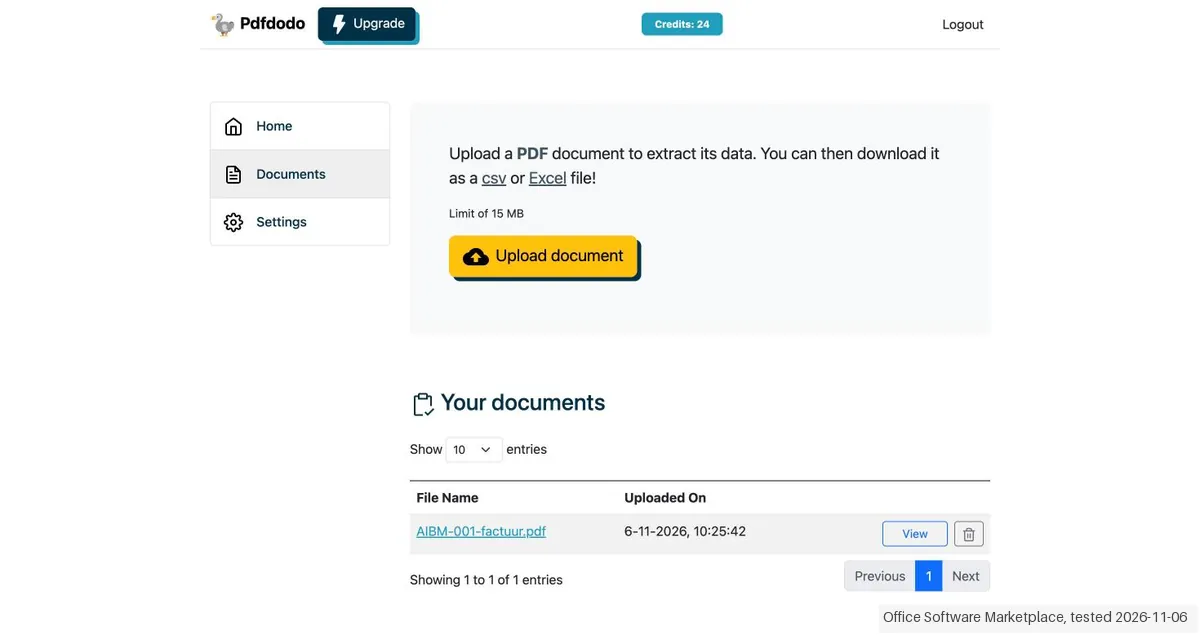 Pdfdodo
Upgrade
Credits: 24
Logout
Home
Documents
Settings
Upload a PDF document to extract its data. You can then download it
as a csv or Excel file!
Limit of 15 MB
Upload document
Your documents
Show 10 entries
File Name Uploaded On
AIBM-001-factuur.pdf 6-11-2026, 10:25:42 View
Showing 1 to 1 of 1 entries
Previous 1 Next
Office Software Marketplace, tested 2026-11-06